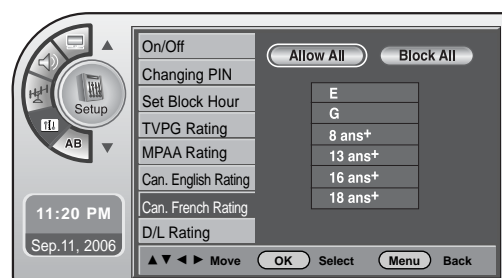 Setup
AB
11:20 PM
Sep.11, 2006
On/Off
Changing PIN
Set Block Hour
TVPG Rating
MPAA Rating
Can. English Rating
Can. French Rating
D/L Rating
Allow All
Block All
E
G
8 ans+
13 ans+
16 ans+
18 ans+
▲▼◄► Move OK Select Menu Back